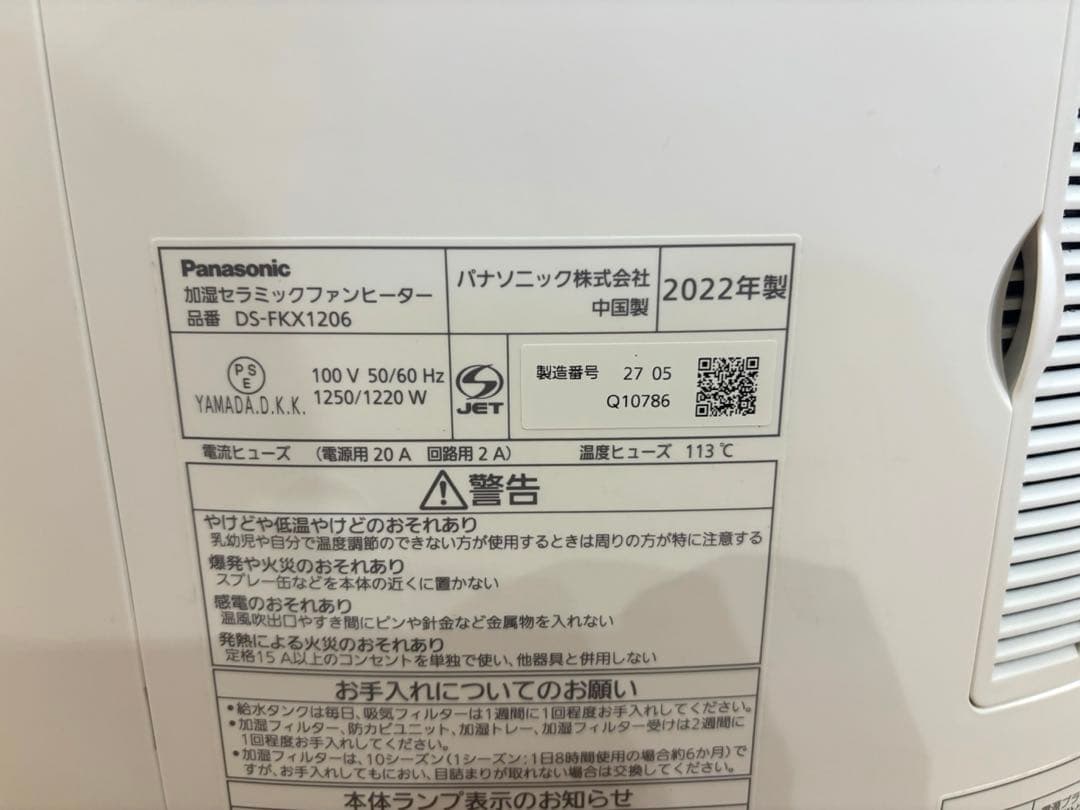 Panasonic
加湿セラミックファンヒーター
品番 DS-FKX1206
パナソニック株式会社
中国製
2022年製
PS
E
YAMADA.D.K.K.
100 V 50/60 Hz
1250/1220 W
JET
製造番号 27 05
Q10786
電流ヒューズ （電源用 20 A 回路用 2 A） 温度ヒューズ 113 ℃
警告
やけどや低温やけどのおそれあり
乳幼児や自分で温度調節のできない方が使用するときは周りの方が特に注意する
爆発や火災のおそれあり
スプレー缶などを本体の近くに置かない
感電のおそれあり
温風吹出口やすき間にピンや針金など金属物を入れない
発熱による火災のおそれあり
定格15 A以上のコンセントを単独で使い、他器具と併用しない
お手入れについてのお願い
•給水タンクは毎日、吸気フィルターは1週間に1回程度お手入れしてください。
•加湿フィルター、防カビユニット、加湿トレー、加湿フィルター受けは2週間に
1回程度お手入れしてください。
•加湿フィルターは、10シーズン（1シーズン；1日8時間使用の場合約6か月）で
すが、お手入れしてもにおい、目詰まりが取れない場合は交換してください。
本体ランプ表示のお知らせ